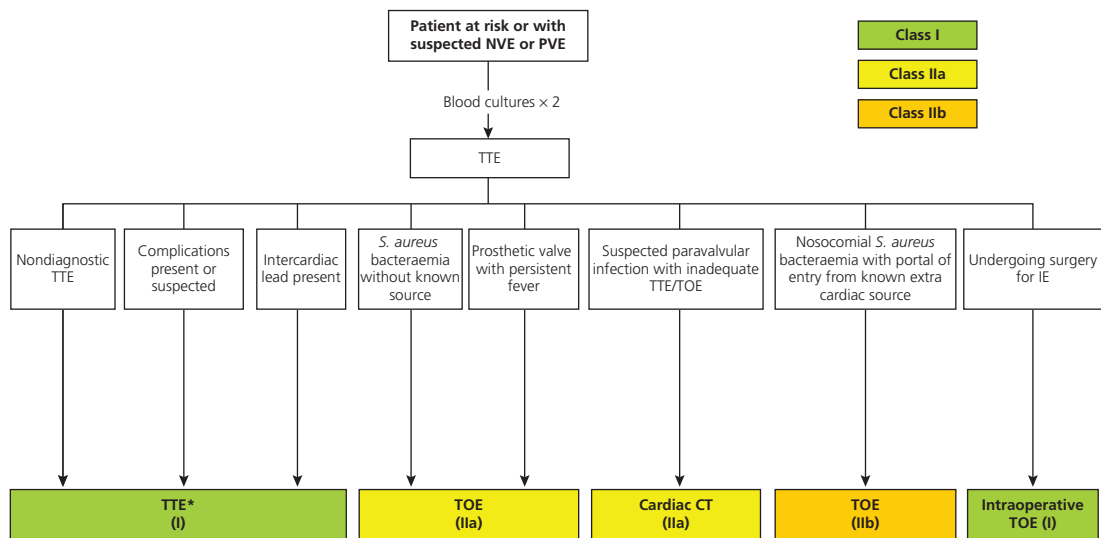 Patient at risk or with
suspected NVE or PVE
Class I
Class IIa
Class IIb
Blood cultures × 2
TTE
Nondiagnostic
TTE
Complications
present or
suspected
Intercardiac
lead present
S. aureus
bacteraemia
without known
source
Prosthetic valve
with persistent
fever
Suspected paravalvular
infection with inadequate
TTE/TOE
Nosocomial S. aureus
bacteraemia with portal of
entry from known extra
cardiac source
Undergoing surgery
for IE
TTE*
(I)
TOE
(IIa)
Cardiac CT
(IIa)
TOE
(IIb)
Intraoperative
TOE (I)